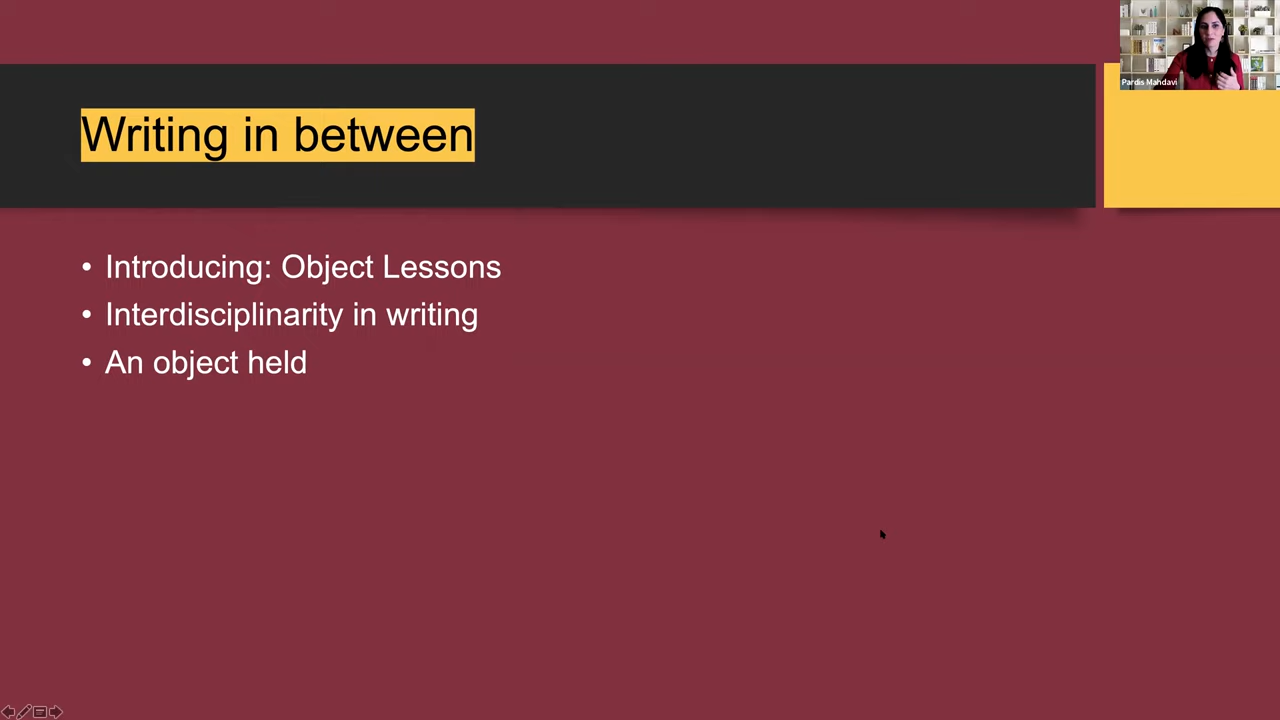 Pardis Mahdavi
Writing in between
• Introducing: Object Lessons
• Interdisciplinarity in writing
• An object held